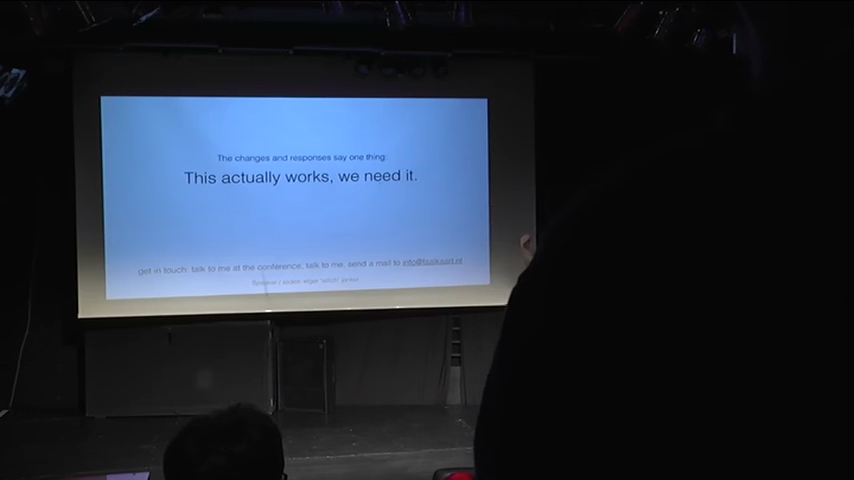 The changes and responses say one thing:
This actually works, we need it.
get in touch: talk to me at the conference, talk to me, send a mail to